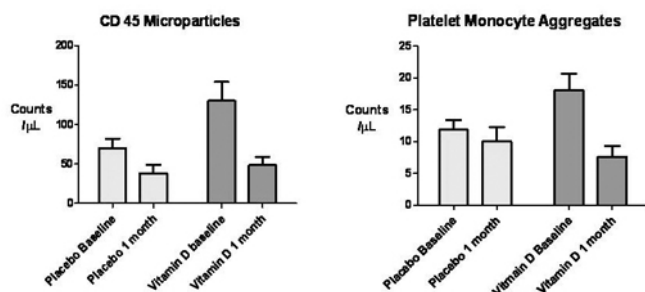 CD 45 Microparticles
200
150
100
50
0
Counts
/µL
Placebo Baseline
Placebo 1 month
Vitamin D baseline
Vitamin D 1 month
Platelet Monocyte Aggregates
25
20
15
10
5
0
Counts
/µL
Placebo Baseline
Placebo 1 month
Vitmain D Baseline
Vitamin D 1 month